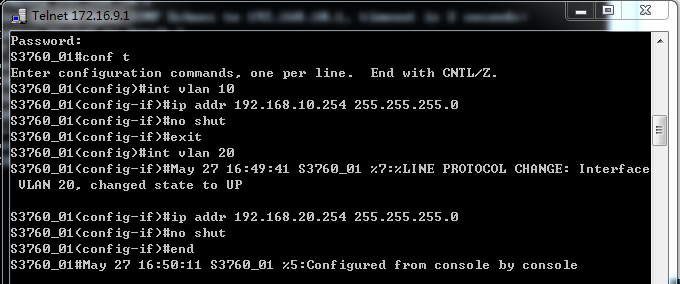 Telnet 172.16.9.1
Password:
S3760_01#conf t
Enter configuration commands, one per line.  End with CNTL/Z.
S3760_01(config)#int vlan 10
S3760_01(config-if)#ip addr 192.168.10.254 255.255.255.0
S3760_01(config-if)#no shut
S3760_01(config-if)#exit
S3760_01(config)#int vlan 20
S3760_01(config-if)#May 27 16:49:41 S3760_01 %7:%LINE PROTOCOL CHANGE: Interface
 VLAN 20, changed state to UP
S3760_01(config-if)#ip addr 192.168.20.254 255.255.255.0
S3760_01(config-if)#no shut
S3760_01(config-if)#end
S3760_01#May 27 16:50:11 S3760_01 %5:Configured from console by console